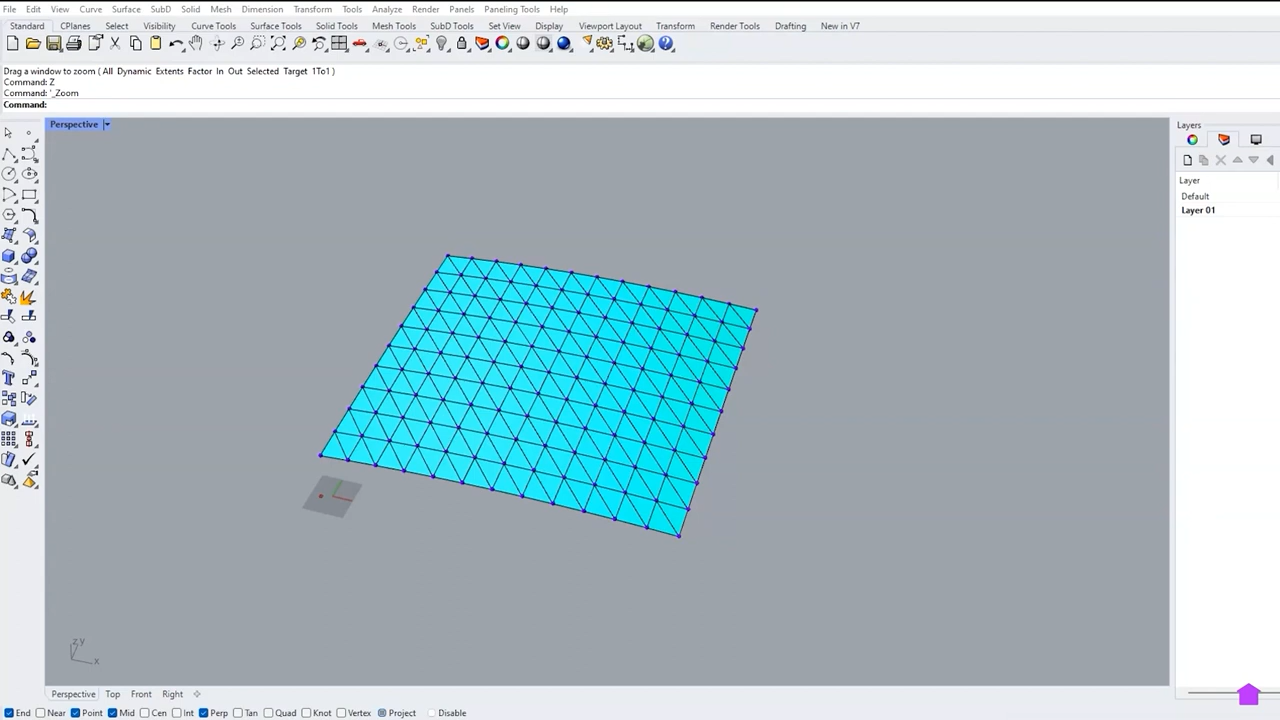 File Edit View Curve Surface SubD Solid Mesh Dimension Transform Tools Analyze Render Panels Paneling Tools Help
Standard CPlanes Select Visibility Curve Tools Surface Tools Solid Tools Mesh Tools SubD Tools Set View Display Viewport Layout Transform Render Tools Drafting New in V7
Drag a window to zoom ( All Dynamic Extents Factor In Out Selected Target 1To1 )
Command: Z
Command: '_Zoom
Command:
Perspective
Layers
Layer
Default
Layer 01
z y
x
Perspective Top Front Right
End Near Point Mid Cen Int Perp Tan Quad Knot Vertex Project Disable